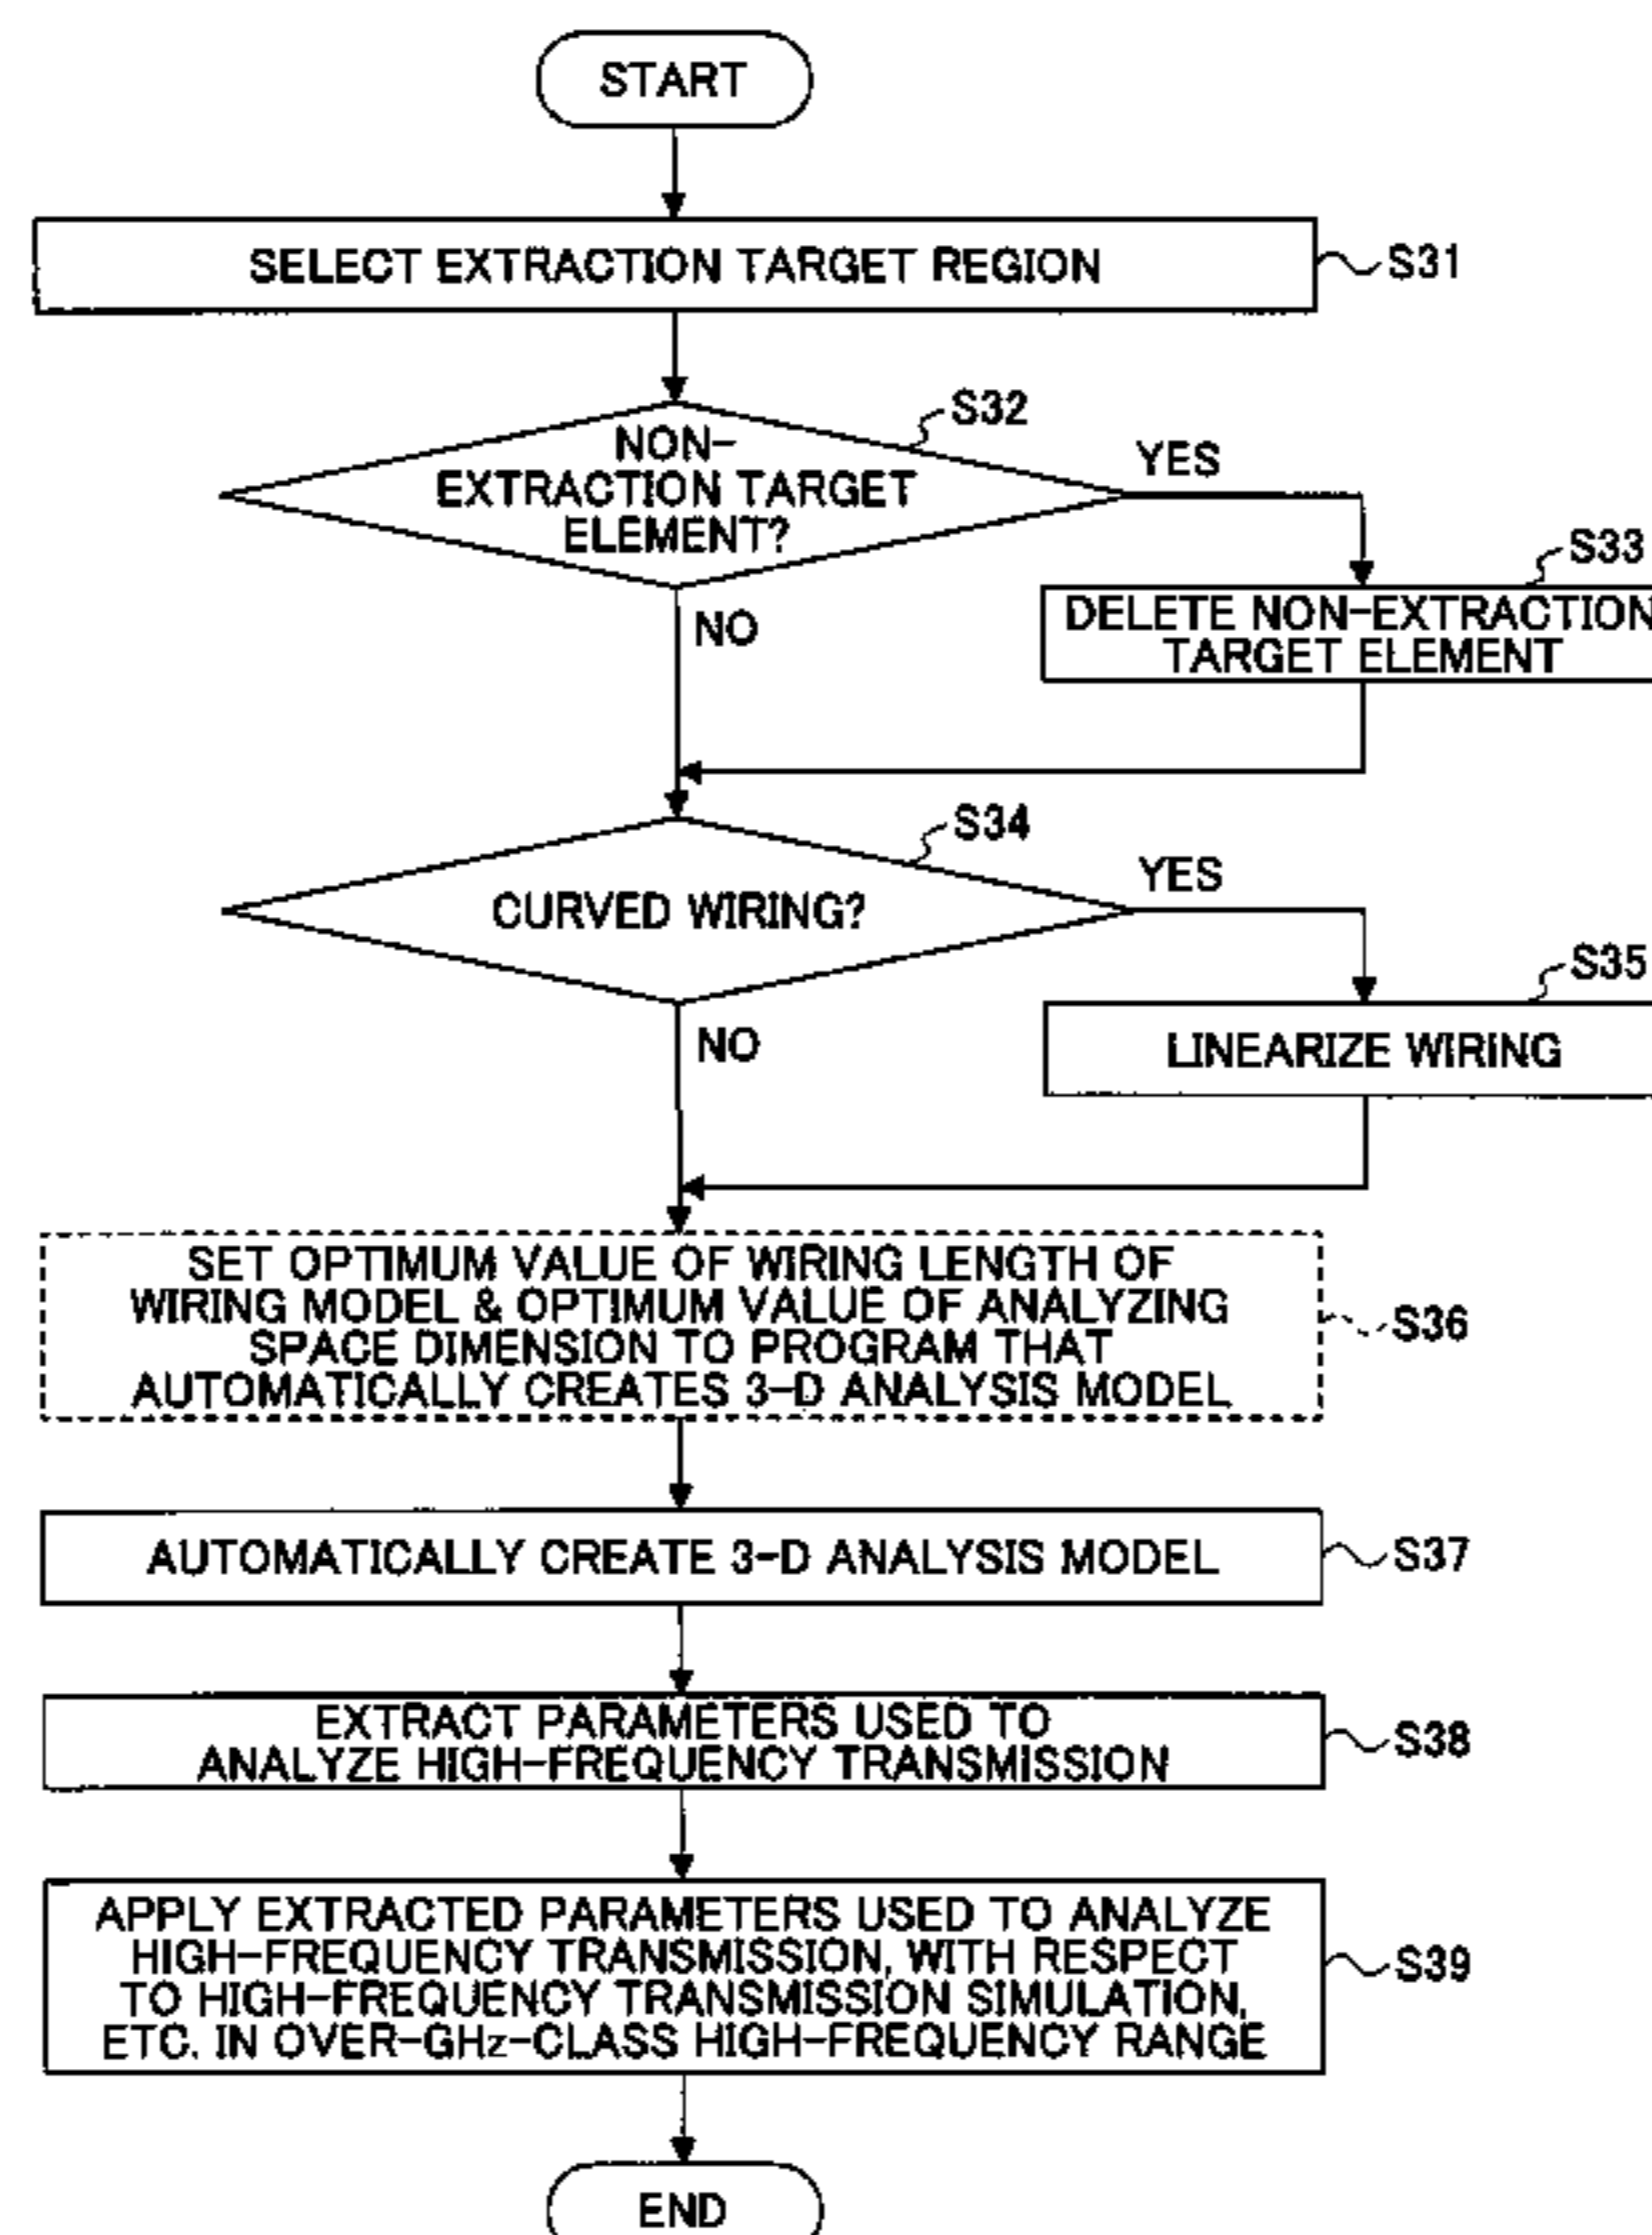 START
SELECT EXTRACTION TARGET REGION
S31
S32
NON-
EXTRACTION TARGET
ELEMENT?
YES
NO
S33
DELETE NON-EXTRACTION
TARGET ELEMENT
S34
CURVED WIRING?
YES
NO
S35
LINEARIZE WIRING
SET OPTIMUM VALUE OF WIRING LENGTH OF
WIRING MODEL & OPTIMUM VALUE OF ANALYZING
SPACE DIMENSION TO PROGRAM THAT
AUTOMATICALLY CREATES 3-D ANALYSIS MODEL
S36
AUTOMATICALLY CREATE 3-D ANALYSIS MODEL
S37
EXTRACT PARAMETERS USED TO
ANALYZE HIGH-FREQUENCY TRANSMISSION
S38
APPLY EXTRACTED PARAMETERS USED TO ANALYZE
HIGH-FREQUENCY TRANSMISSION, WITH RESPECT
TO HIGH-FREQUENCY TRANSMISSION SIMULATION,
ETC. IN OVER-GHz-CLASS HIGH-FREQUENCY RANGE
S39
END